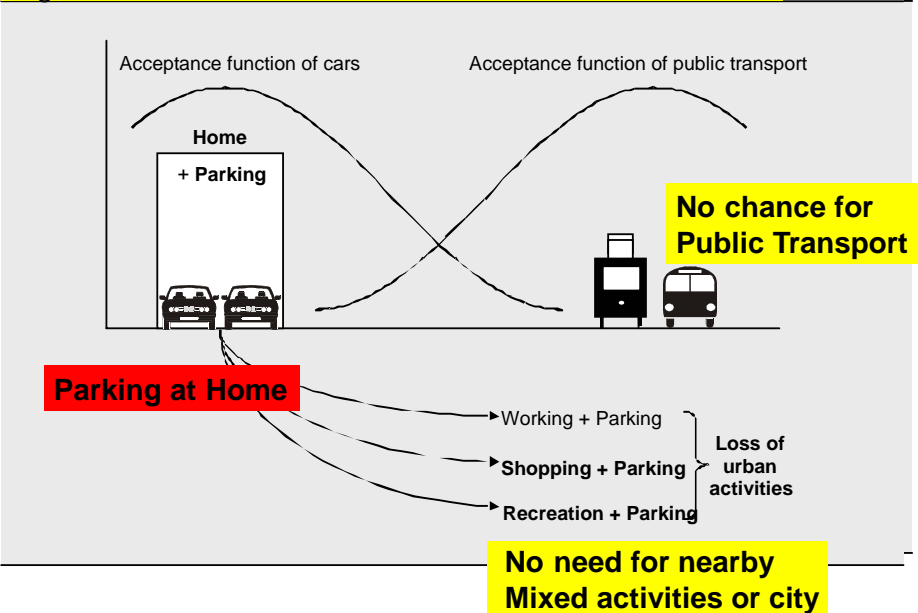 Acceptance function of cars
Acceptance function of public transport
Home
+ Parking
No chance for
Public Transport
Parking at Home
Working + Parking
Shopping + Parking
Recreation + Parking
Loss of
urban
activities
No need for nearby
Mixed activities or city